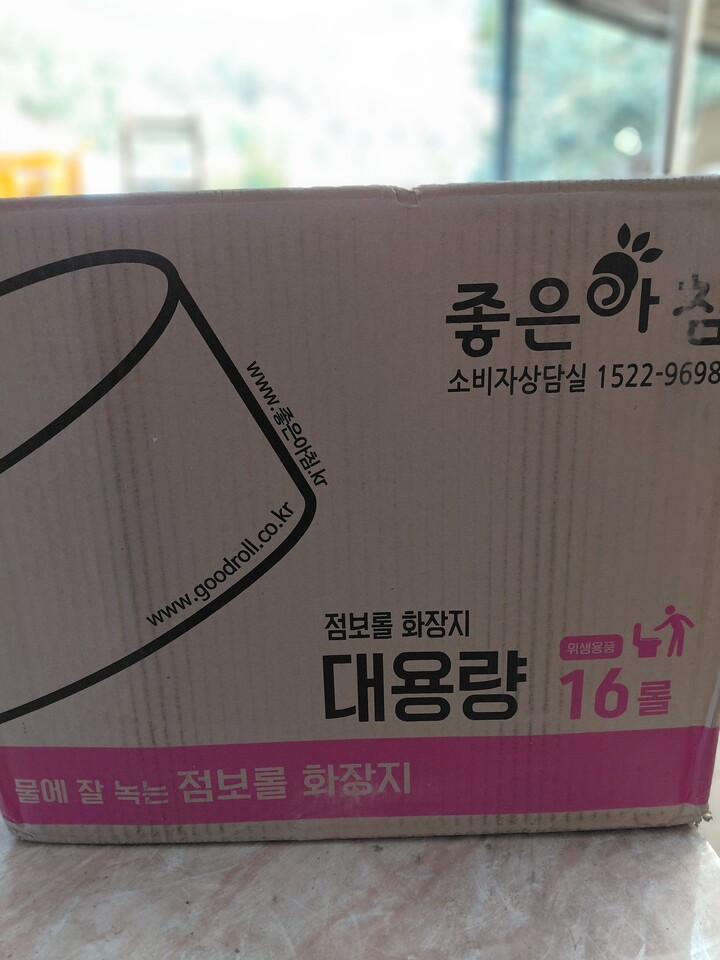 좋은아침
소비자상담실 1522-9698
www.좋은아침.kr
www.goodroll.co.kr
점보롤 화장지
대용량
위생용품
16롤
물에 잘 녹는 점보롤 화장지